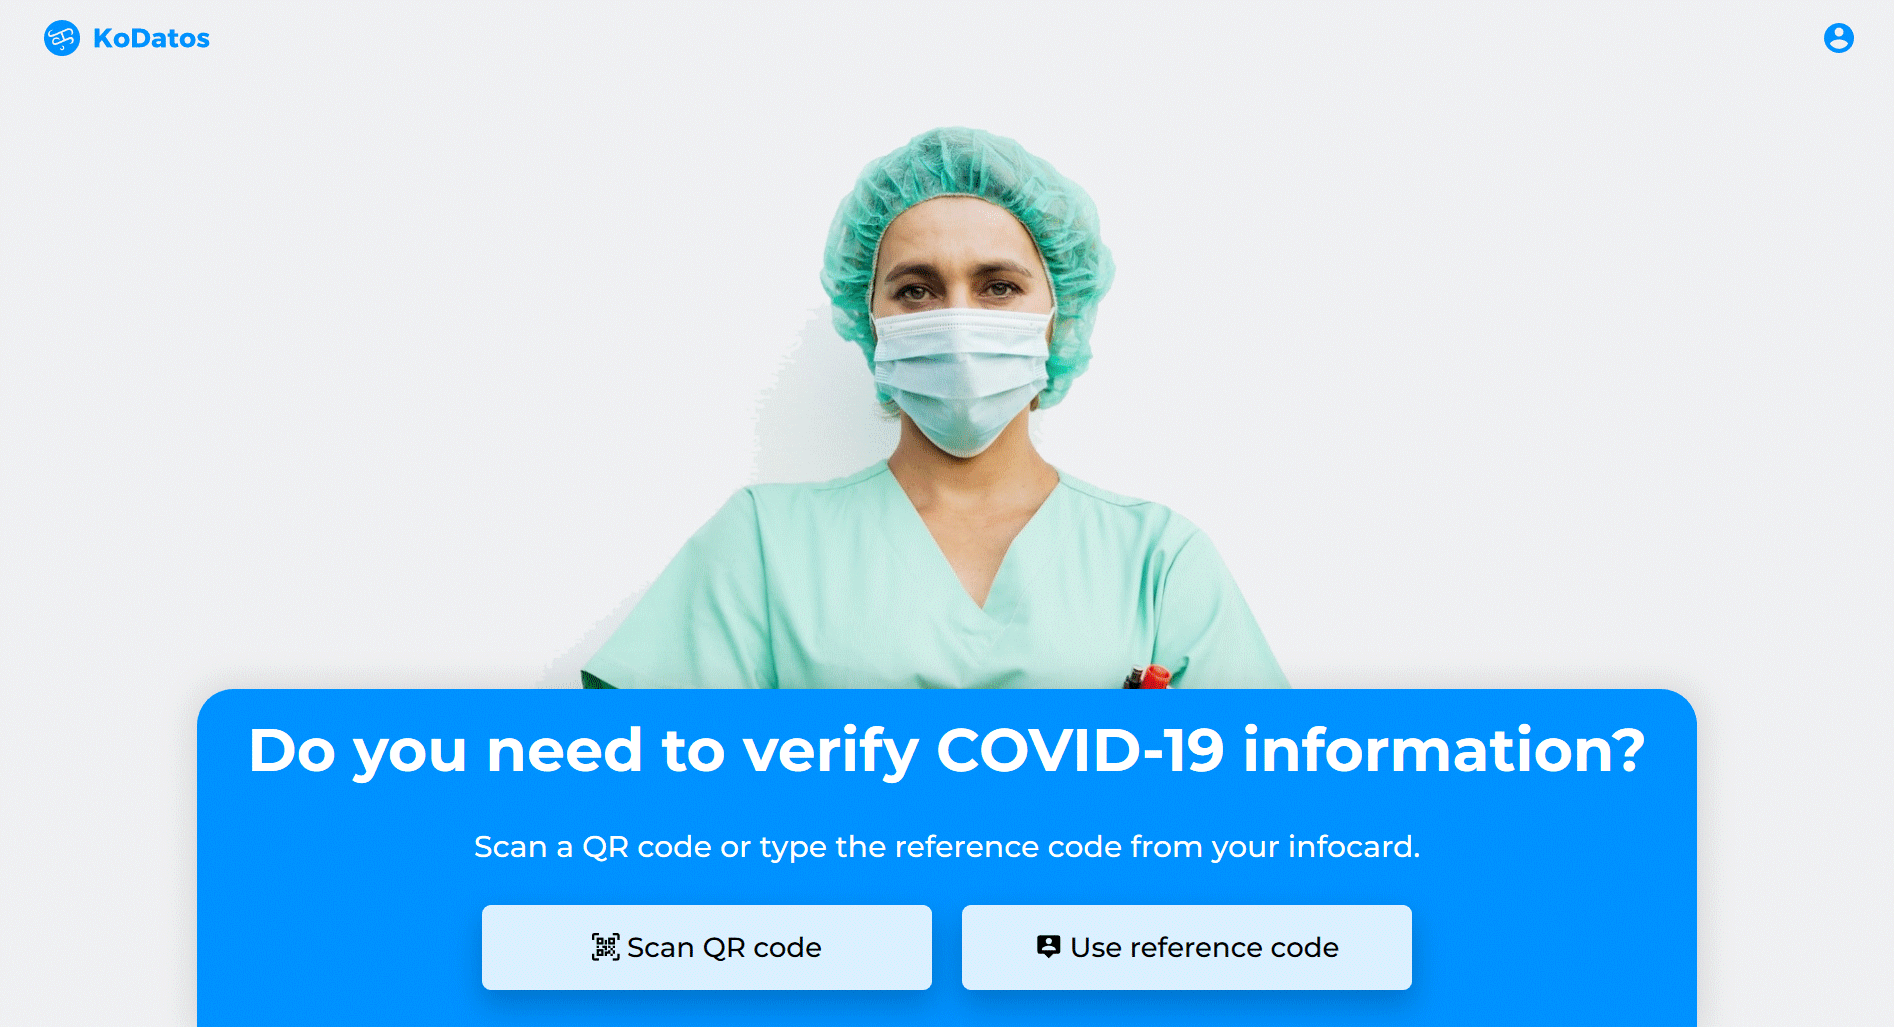 KoDatos
Do you need to verify COVID-19 information?
Scan a QR code or type the reference code from your infocard.
Scan QR code
Use reference code